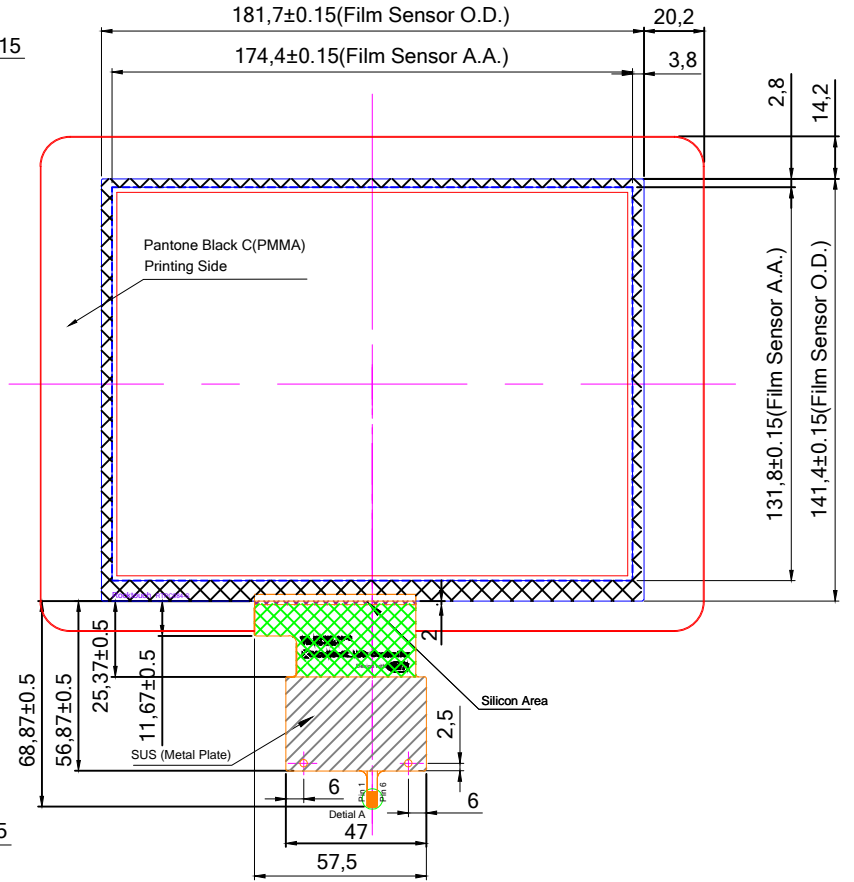 181,7±0.15(Film Sensor O.D.)
20,2
15
174,4±0.15(Film Sensor A.A.)
3,8
2,8
14,2
Pantone Black C(PMMA)
Printing Side
131,8±0.15(Film Sensor A.A.)
141,4±0.15(Film Sensor O.D.)
68,87±0.5
56,87±0.5
25,37±0.5
11,67±0.5
2
Silicon Area
2,5
SUS (Metal Plate)
Pin 1
Pin 6
6
6
Detial A
47
5
57,5